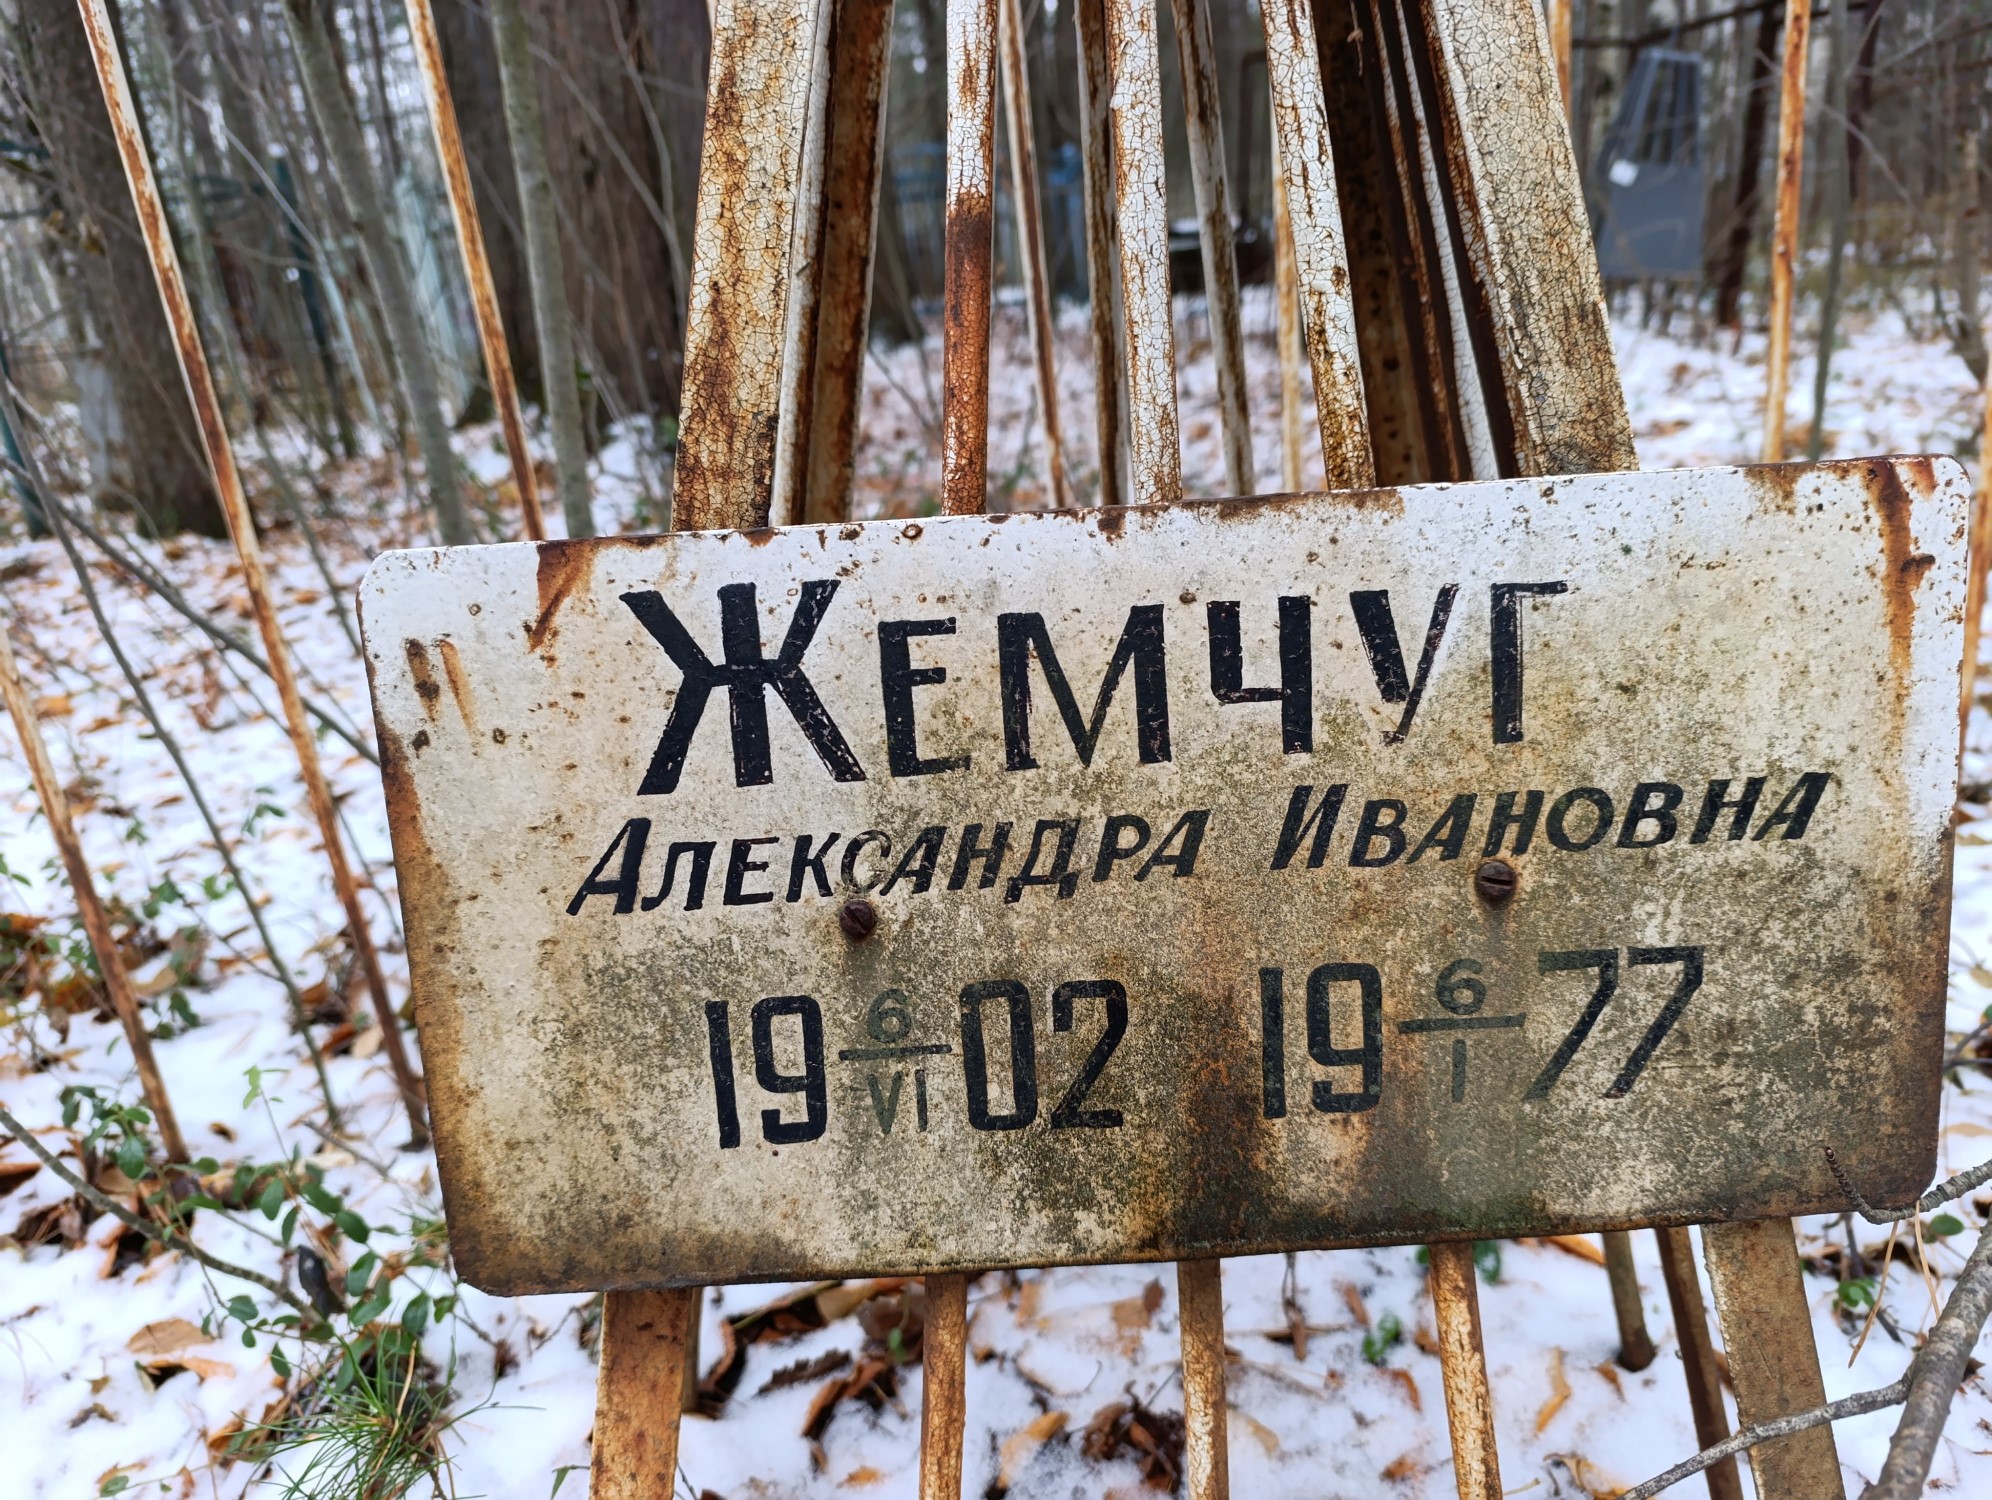 ЖЕМЧУГ
АЛЕКСАНДРА ИВАНОВНА
19 6/VI 02 19 6/I 77